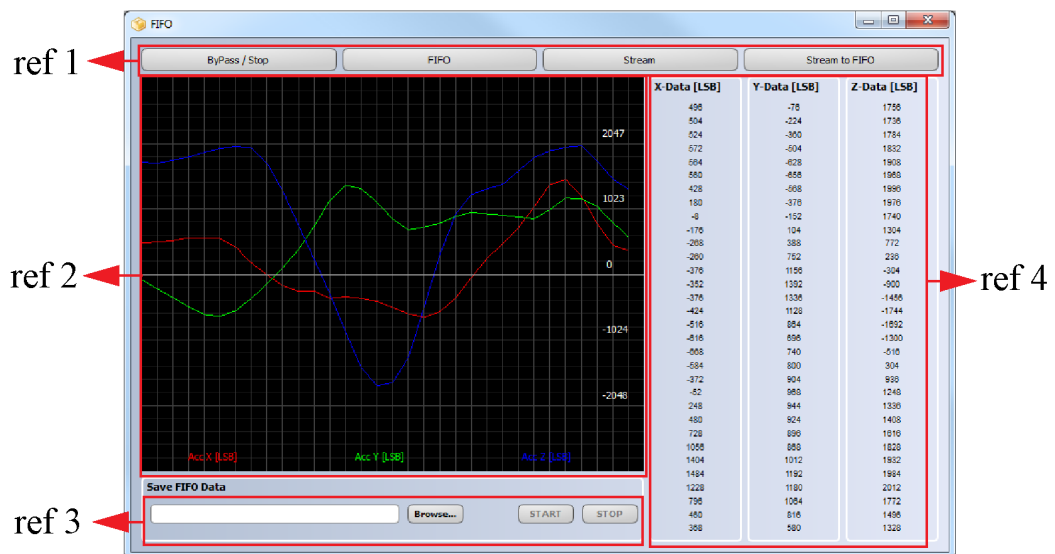 FIFO
ref 1
ByPass / Stop FIFO Stream Stream to FIFO
X-Data [LSB] Y-Data [LSB] Z-Data [LSB]
496 -76 1756
504 -224 1736
2047
524 -360 1784
572 -504 1832
564 -628 1908
560 -656 1968
428 -568 1996
1023
180 -376 1976
-8 -152 1740
-176 104 1304
-268 388 772
0
-260 752 236
ref 2
-376 1156 -304
ref 4
-352 1392 -900
-376 1336 -1456
-1024
-424 1128 -1744
-516 864 -1692
-616 696 -1300
-668 740 -516
-584 800 304
-2048
-372 904 936
-52 968 1248
248 944 1336
480 924 1408
728 896 1616
1056 868 1828
Acc X [LSB] Acc Y [LSB] Acc Z [LSB]
1404 1012 1932
1484 1192 1984
Save FIFO Data
1228 1180 2012
796 1064 1772
Browse... START STOP
460 816 1496
ref 3
368 580 1328